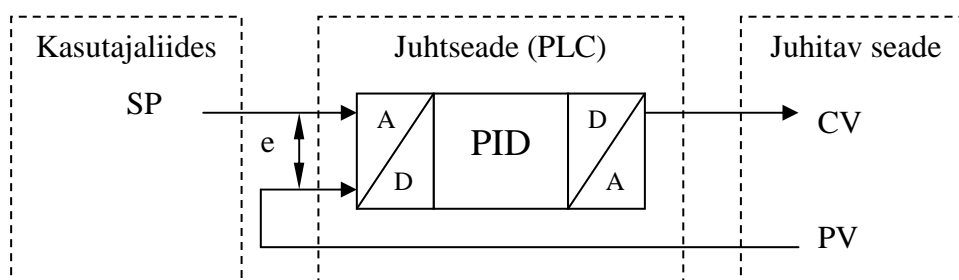 Kasutajaliides
Juhtseade (PLC)
Juhitav seade
SP
A
D
PID
D
A
CV
e
PV